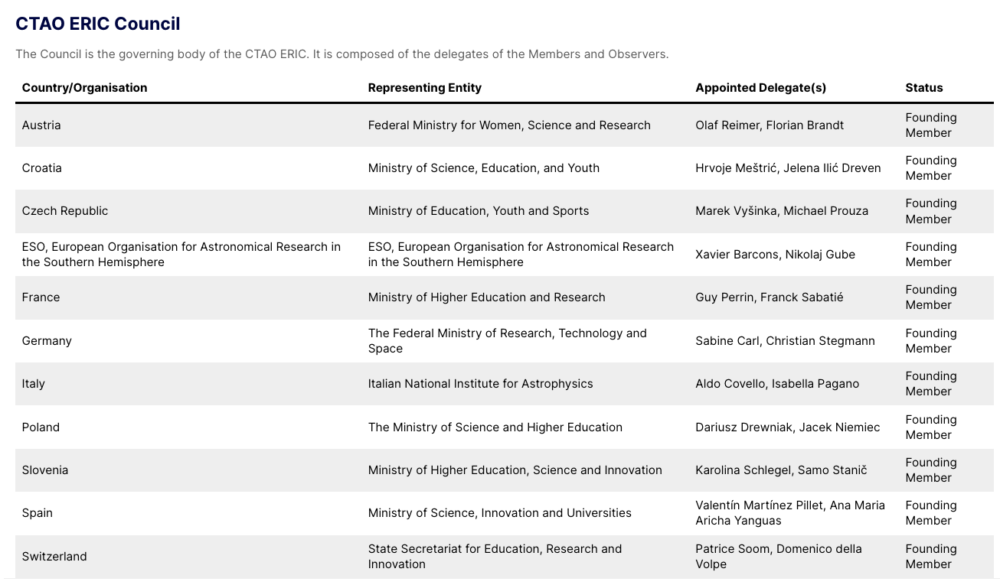 CTAO ERIC Council
The Council is the governing body of the CTAO ERIC. It is composed of the delegates of the Members and Observers.
Country/Organisation Representing Entity Appointed Delegate(s) Status
Austria Federal Ministry for Women, Science and Research Olaf Reimer, Florian Brandt Founding
Member
Croatia Ministry of Science, Education, and Youth Hrvoje Meštrić, Jelena Ilić Dreven Founding
Member
Czech Republic Ministry of Education, Youth and Sports Marek Vyšinka, Michael Prouza Founding
Member
ESO, European Organisation for Astronomical Research in
the Southern Hemisphere
ESO, European Organisation for Astronomical Research
in the Southern Hemisphere
Xavier Barcons, Nikolaj Gube
Founding
Member
France Ministry of Higher Education and Research Guy Perrin, Franck Sabatié Founding
Member
Germany
The Federal Ministry of Research, Technology and
Space
Sabine Carl, Christian Stegmann
Founding
Member
Italy Italian National Institute for Astrophysics Aldo Covello, Isabella Pagano Founding
Member
Poland The Ministry of Science and Higher Education Dariusz Drewniak, Jacek Niemiec Founding
Member
Slovenia Ministry of Higher Education, Science and Innovation Karolina Schlegel, Samo Stanič Founding
Member
Spain Ministry of Science, Innovation and Universities
Valentín Martínez Pillet, Ana Maria
Aricha Yanguas
Founding
Member
Switzerland
State Secretariat for Education, Research and
Innovation
Patrice Soom, Domenico della
Volpe
Founding
Member